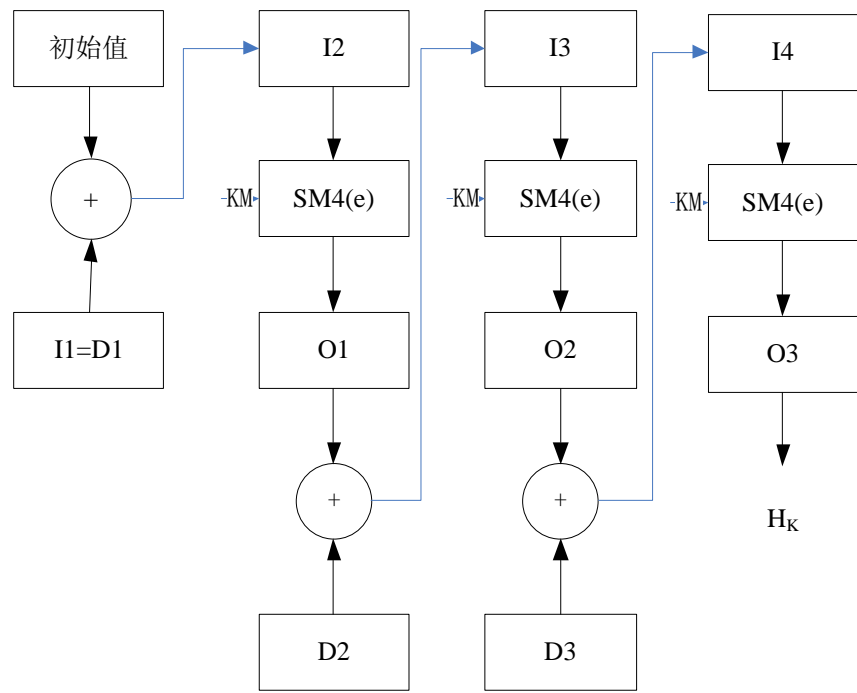 初始值
I2
I3
I4
+
KM
SM4(e)
KM
SM4(e)
KM
SM4(e)
I1=D1
O1
O2
O3
+
+
HK
D2
D3